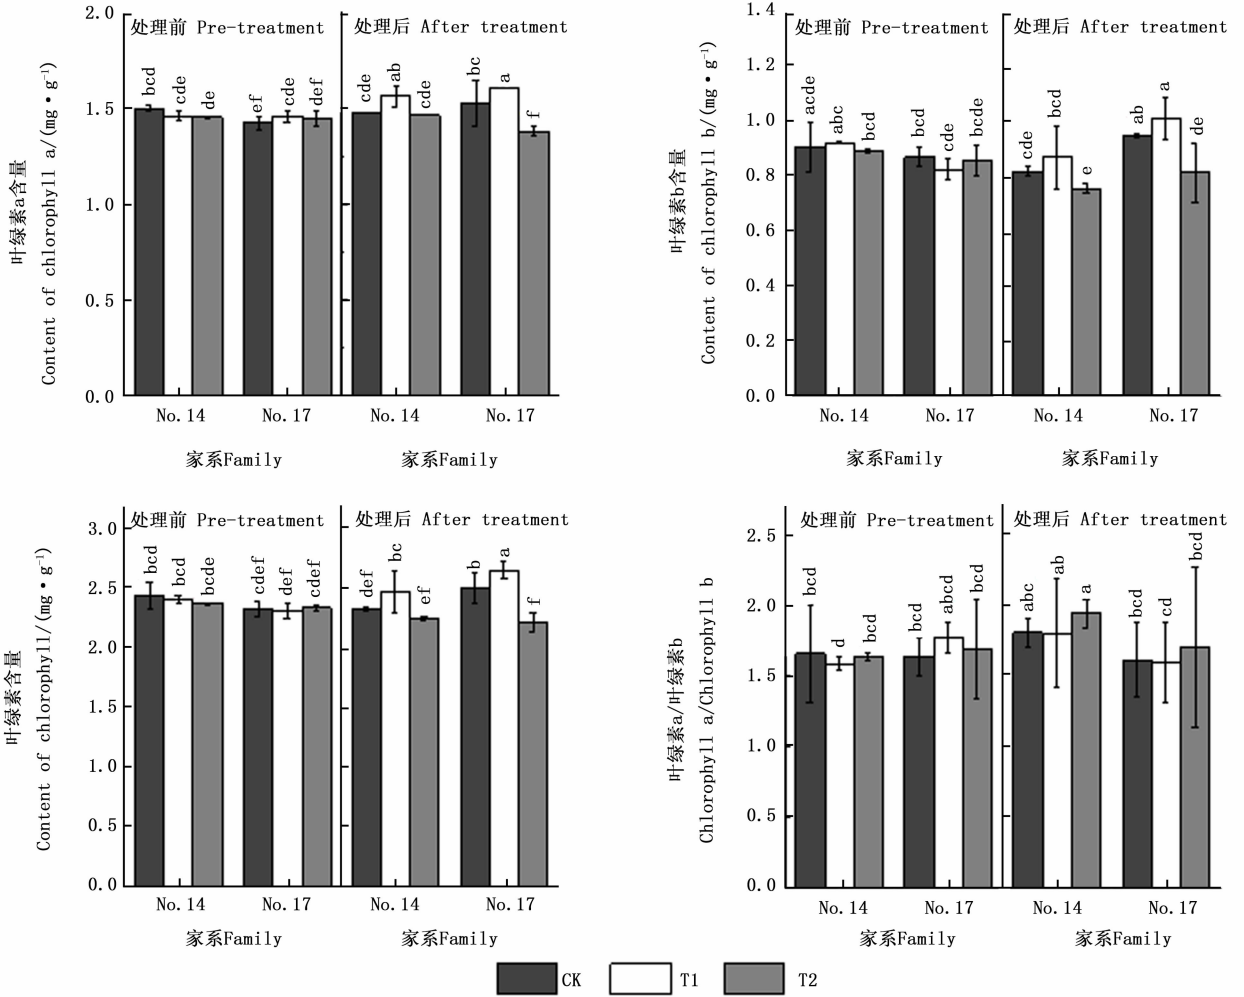 处理前 Pre-treatment
处理后 After treatment
叶绿素a含量
Content of chlorophyll a/(mg·g⁻¹)
2.0
1.5
1.0
0.5
0.0
bcd cde de ef cde def cde ab cde bc a f
No.14 No.17 No.14 No.17
家系Family 家系Family
处理前 Pre-treatment
处理后 After treatment
叶绿素b含量
Content of chlorophyll b/(mg·g⁻¹)
1.4
1.2
1.0
0.8
0.6
0.4
0.2
0.0
acde abc bcd bcd cde bcde cde bcd e ab a de
No.14 No.17 No.14 No.17
家系Family 家系Family
处理前 Pre-treatment
处理后 After treatment
叶绿素含量
Content of chlorophyll/(mg·g⁻¹)
3.0
2.5
2.0
1.5
1.0
0.5
0.0
bcd bcd bcde cdef def cdef def bc ef b a f
No.14 No.17 No.14 No.17
家系Family 家系Family
处理前 Pre-treatment
处理后 After treatment
叶绿素a/叶绿素b
Chlorophyll a/Chlorophyll b
2.5
2.0
1.5
1.0
0.5
0.0
bcd d bcd bcd abcd bcd abc ab a bcd cd bcd
No.14 No.17 No.14 No.17
家系Family 家系Family
CK T1 T2